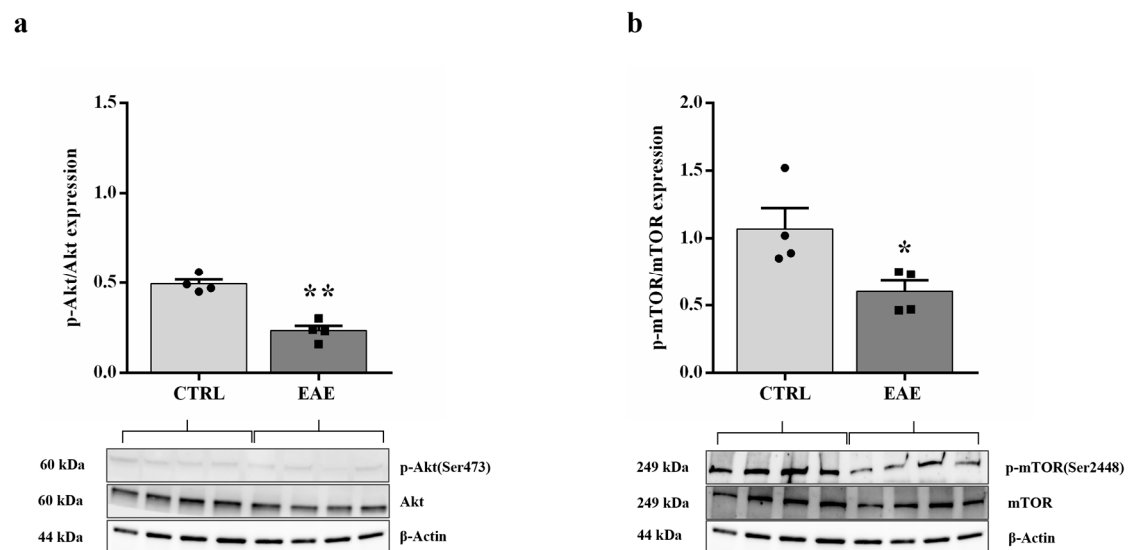 a
b
p-Akt/Akt expression
1.5
1.0
0.5
0.0
**
CTRL
EAE
60 kDa
p-Akt(Ser473)
60 kDa
Akt
44 kDa
β-Actin
p-mTOR/mTOR expression
2.0
1.5
1.0
0.5
0.0
*
CTRL
EAE
249 kDa
p-mTOR(Ser2448)
249 kDa
mTOR
44 kDa
β-Actin